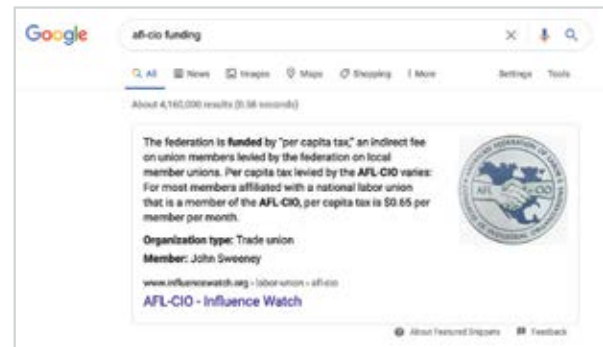 Google
afl-cio funding
All News Images Maps Shopping More Settings Tools
About 4,160,000 results (0.58 seconds)
The federation is funded by "per capita tax," an indirect fee
on union members levied by the federation on local
member unions. Per capita tax levied by the AFL-CIO varies:
For most members affiliated with a national labor union
that is a member of the AFL-CIO, per capita tax is $0.65 per
member per month.
Organization type: Trade union
Member: John Sweeney
www.influencewatch.org › labor-union › afl-cio
AFL-CIO - Influence Watch
About Featured Snippets Feedback
AFL CIO